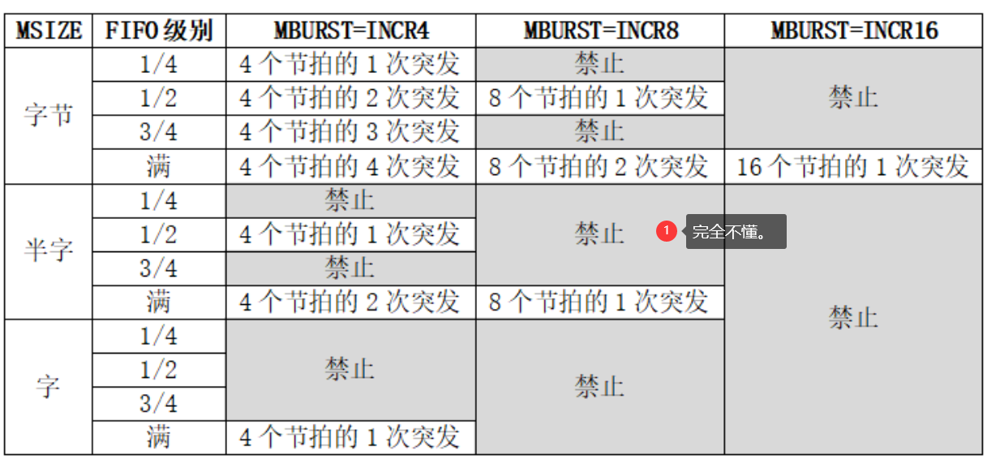 MSIZE FIFO 级别 MBURST=INCR4 MBURST=INCR8 MBURST=INCR16
字节
1/4 4 个节拍的 1 次突发 禁止
1/2 4 个节拍的 2 次突发 8 个节拍的 1 次突发
禁止
3/4 4 个节拍的 3 次突发 禁止
满 4 个节拍的 4 次突发 8 个节拍的 2 次突发 16 个节拍的 1 次突发
半字
1/4 禁止
1/2 4 个节拍的 1 次突发
禁止
1 完全不懂。
3/4 禁止
满 4 个节拍的 2 次突发 8 个节拍的 1 次突发
禁止
字
1/4
1/2
禁止
禁止
3/4
满 4 个节拍的 1 次突发